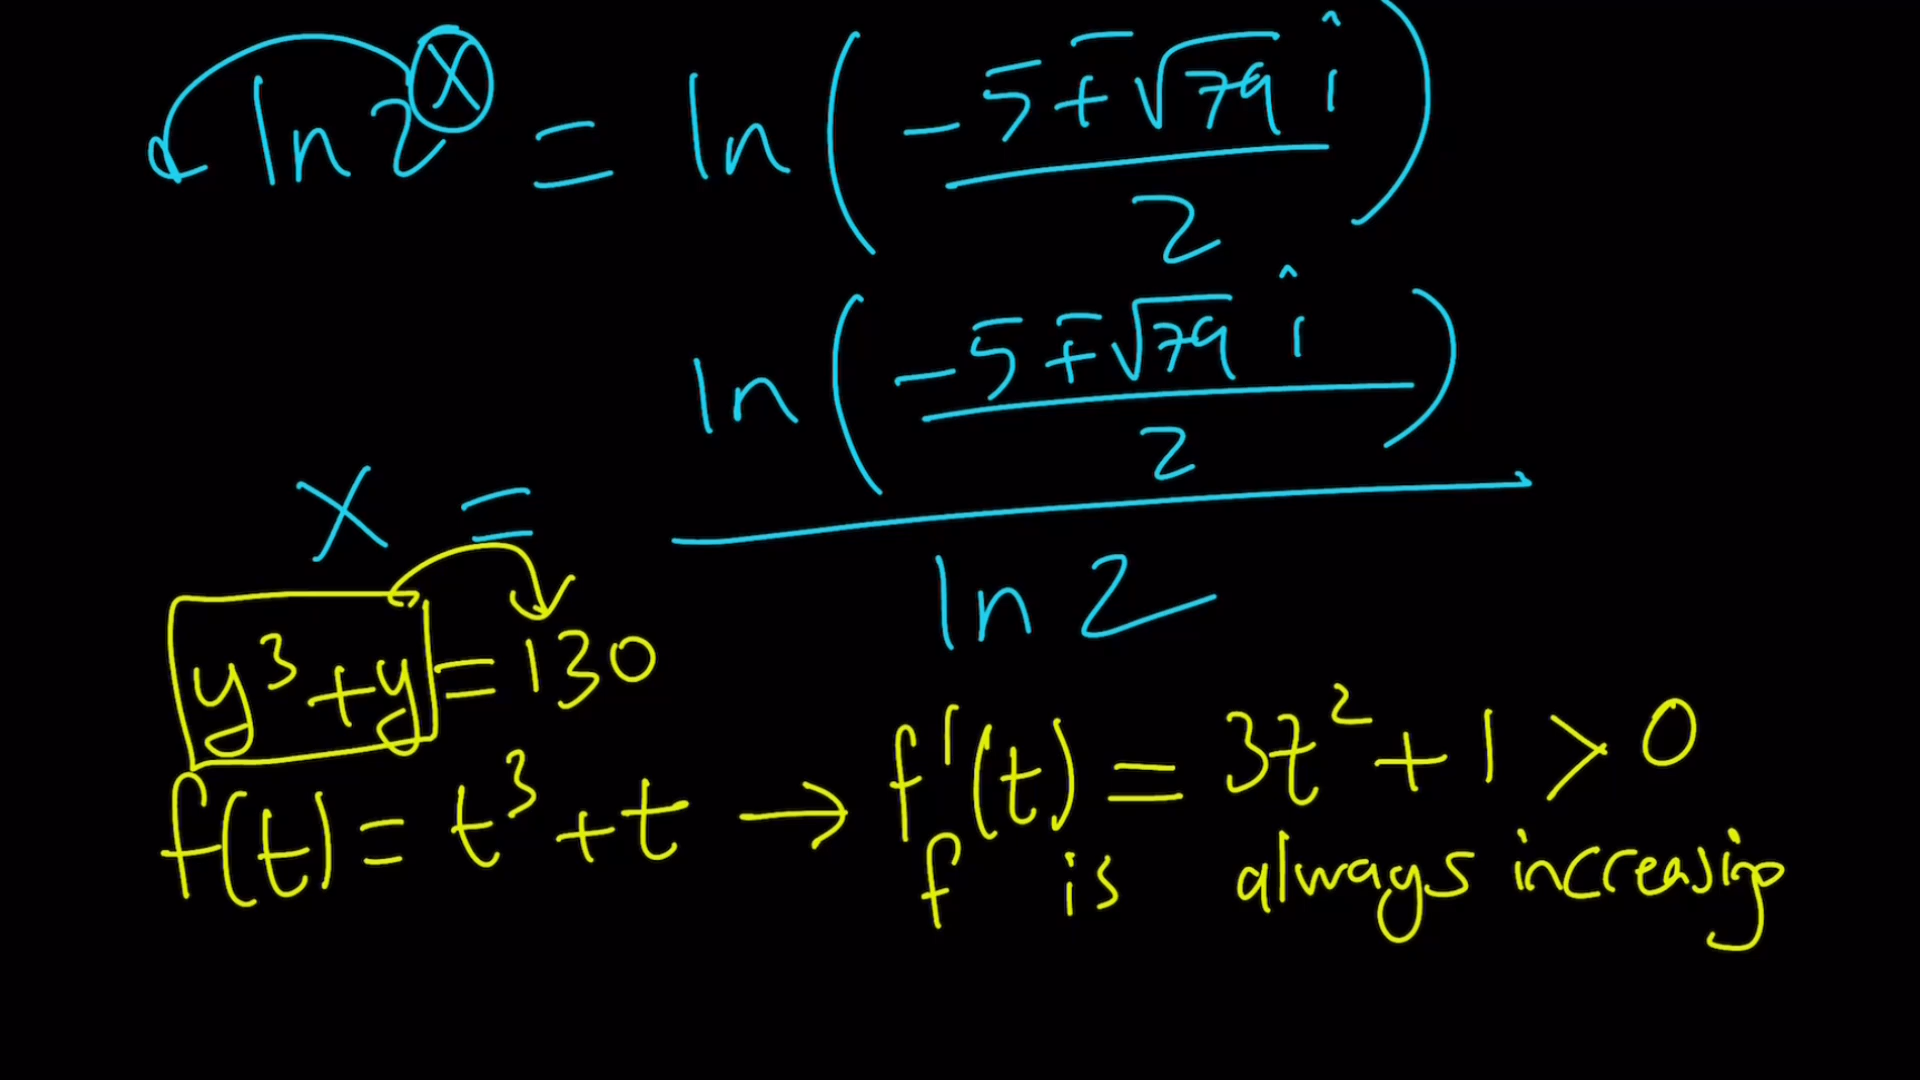 ln 2^x = ln((-5 ∓ √79 i)/2)
x = ln((-5 ∓ √79 i)/2) / ln 2
y³+y = 130
f(t) = t³+t → f'(t) = 3t²+1 > 0
f is always increasing